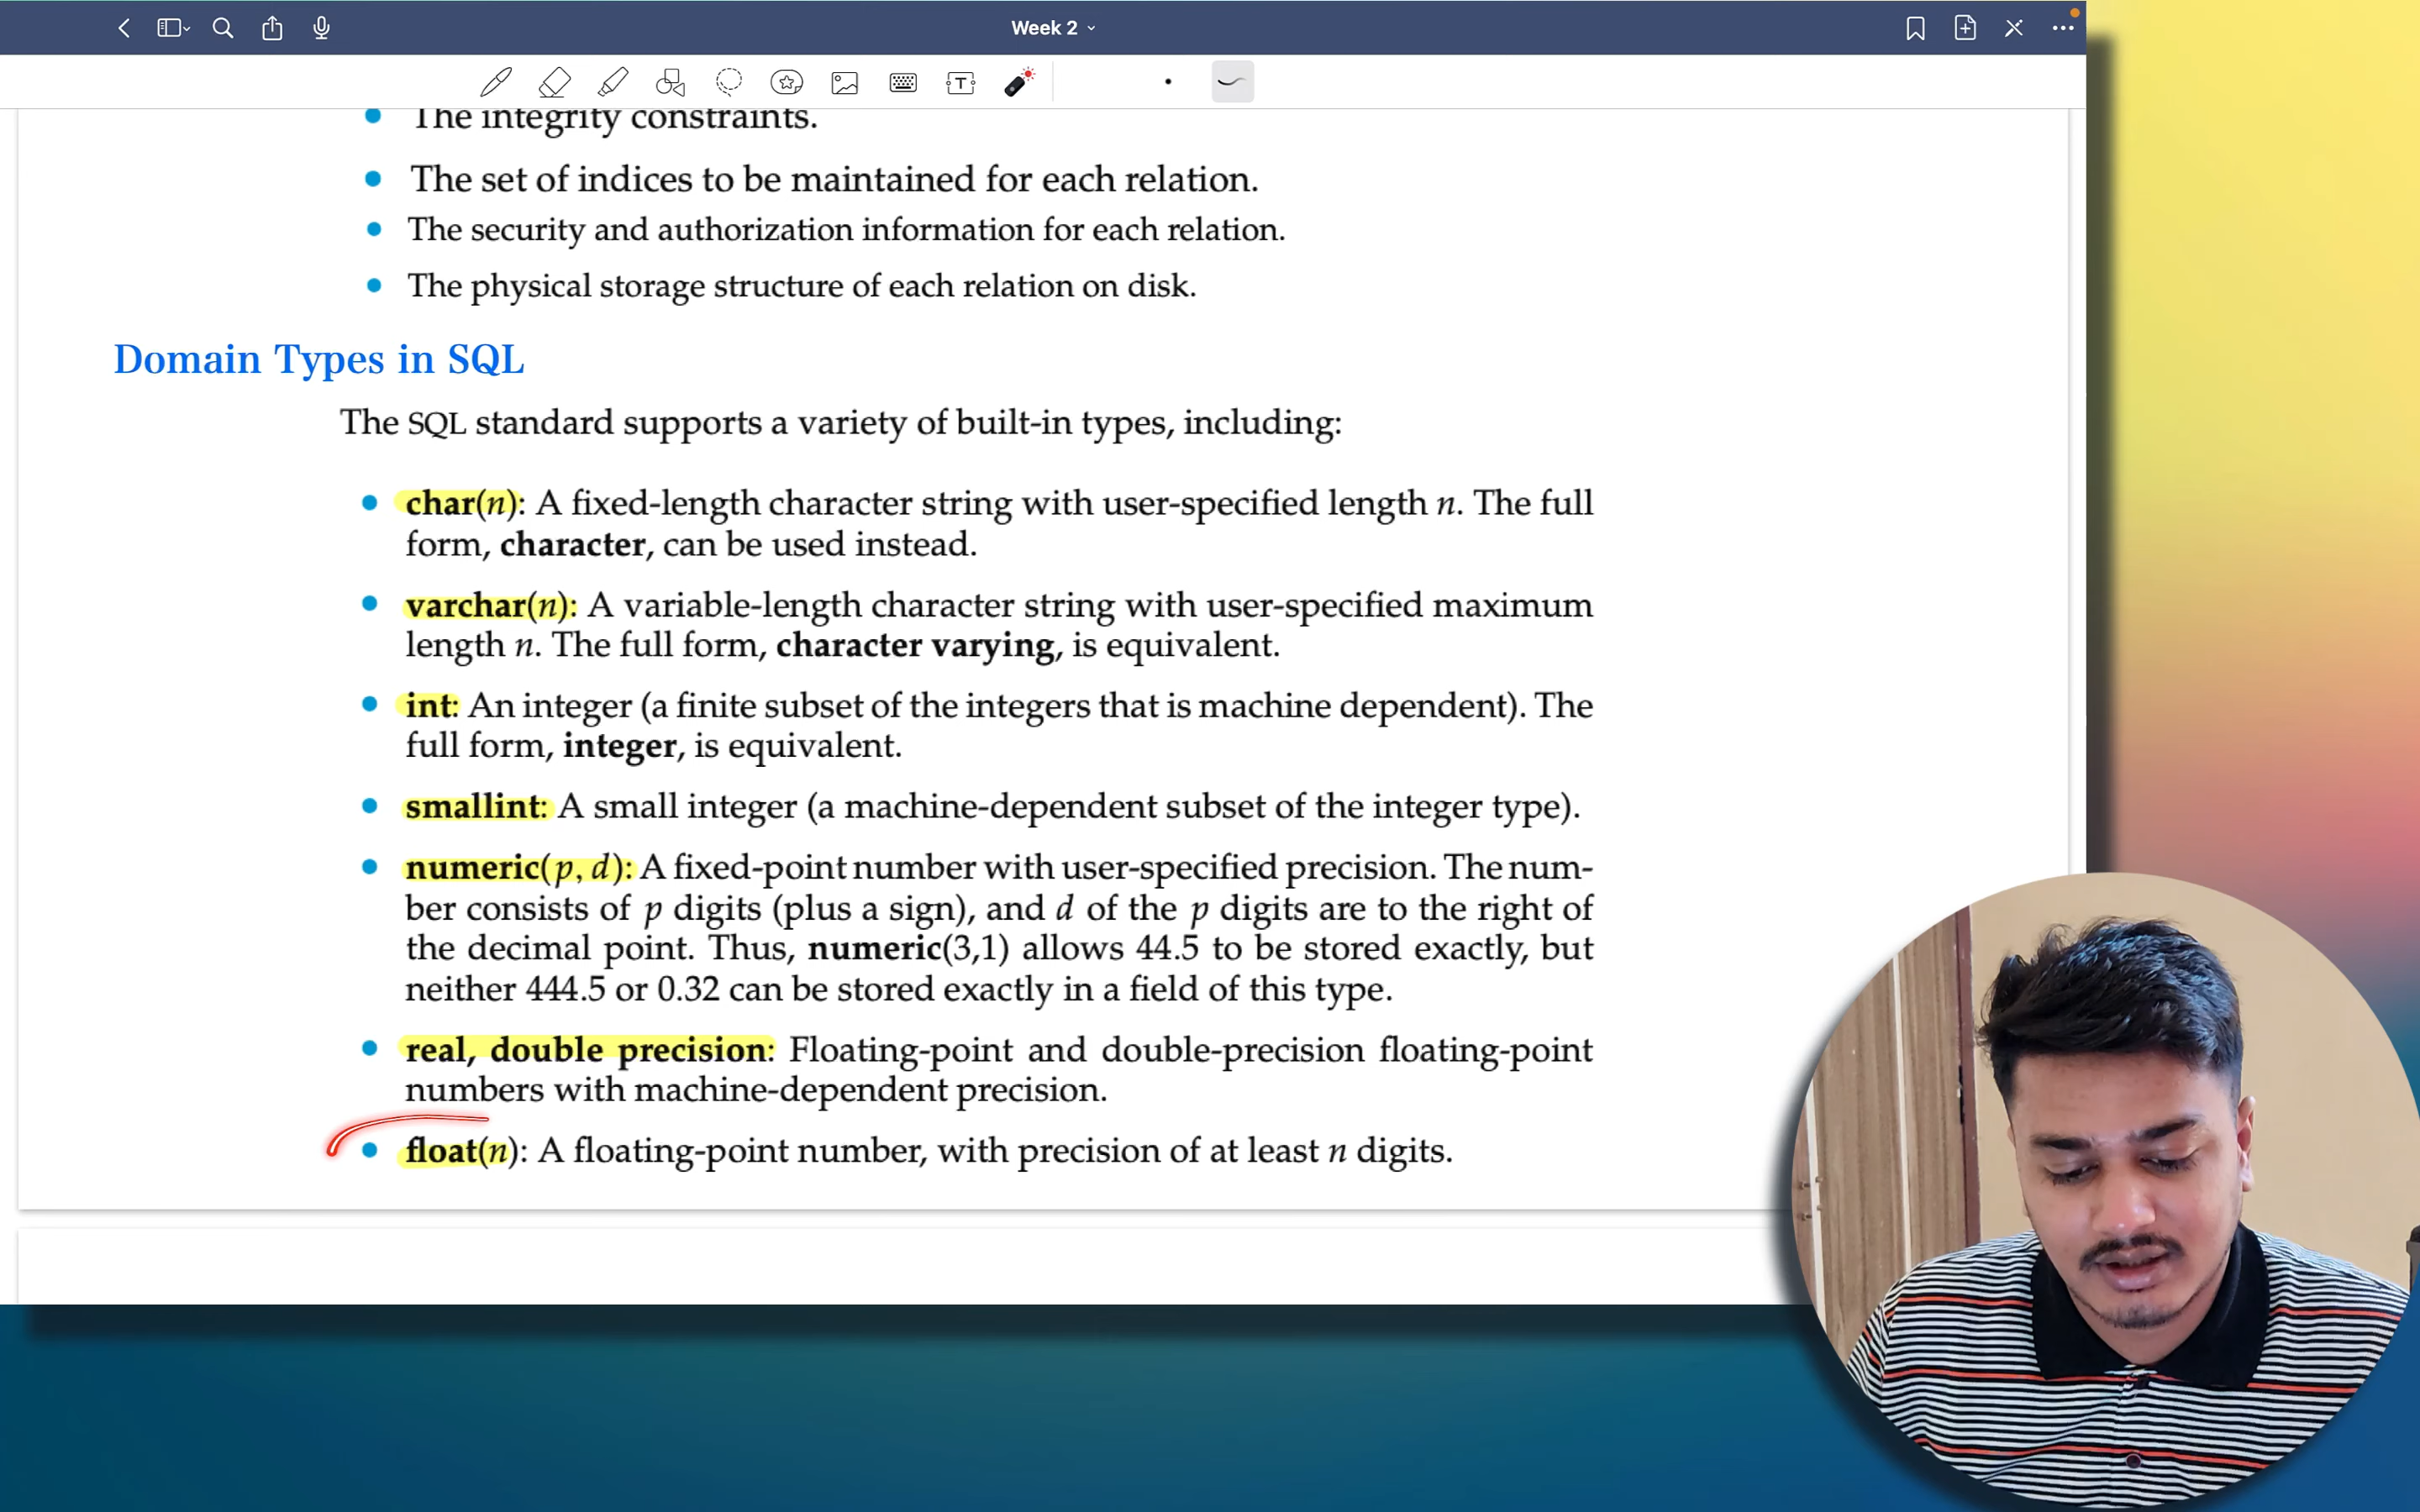 Week 2
The integrity constraints.
The set of indices to be maintained for each relation.
The security and authorization information for each relation.
The physical storage structure of each relation on disk.
Domain Types in SQL
The SQL standard supports a variety of built-in types, including:
char(n): A fixed-length character string with user-specified length n. The full
form, character, can be used instead.
varchar(n): A variable-length character string with user-specified maximum
length n. The full form, character varying, is equivalent.
int: An integer (a finite subset of the integers that is machine dependent). The
full form, integer, is equivalent.
smallint: A small integer (a machine-dependent subset of the integer type).
numeric(p, d): A fixed-point number with user-specified precision. The num-
ber consists of p digits (plus a sign), and d of the p digits are to the right of
the decimal point. Thus, numeric(3,1) allows 44.5 to be stored exactly, but
neither 444.5 or 0.32 can be stored exactly in a field of this type.
real, double precision: Floating-point and double-precision floating-point
numbers with machine-dependent precision.
float(n): A floating-point number, with precision of at least n digits.